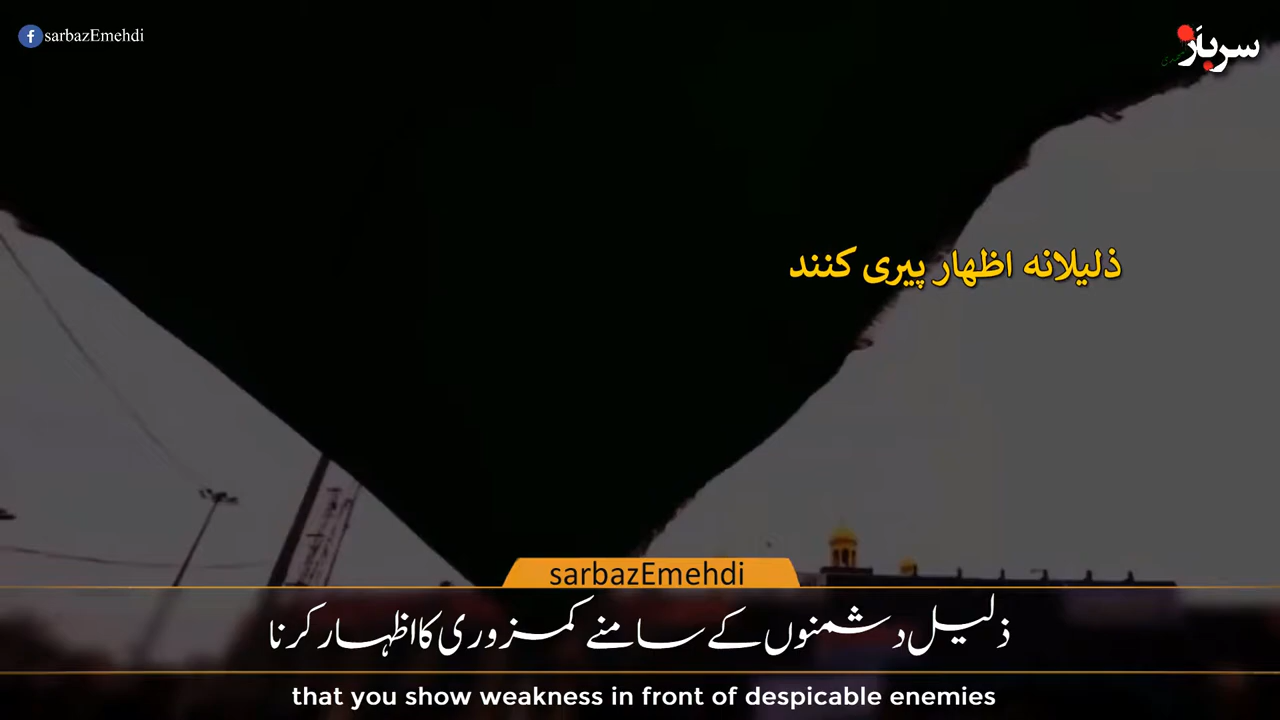 sarbazEmehdi
سرباز
ذلیلانه اظهار پیری کنند
sarbazEmehdi
ذلیل دشمنوں کے سامنے کمزوری کا اظہار کرنا
that you show weakness in front of despicable enemies